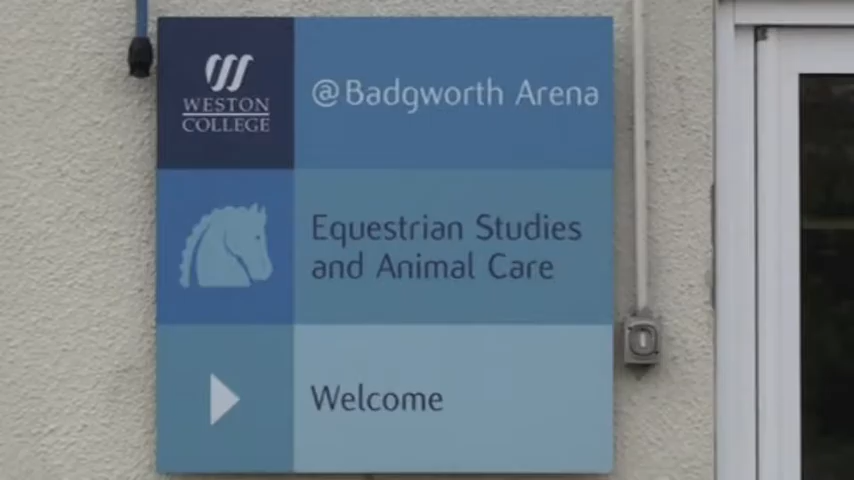 WESTON
COLLEGE
@Badgworth Arena
Equestrian Studies
and Animal Care
Welcome